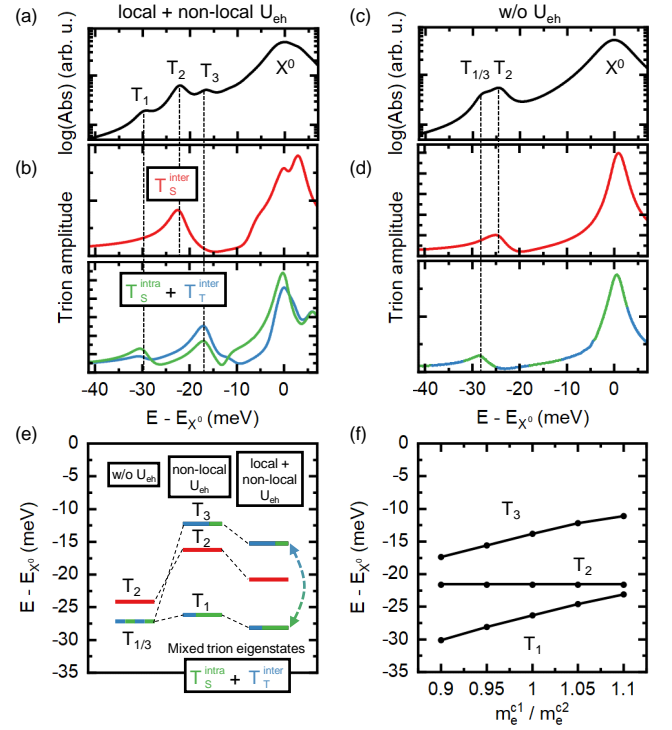 (a) local + non-local U_eh
(c) w/o U_eh
log(Abs) (arb. u.)
T_1 T_2 T_3 X^0
log(Abs) (arb. u.)
T_1/3 T_2 X^0
(b)
Trion amplitude
T_S^inter
T_S^intra + T_T^inter
-40 -30 -20 -10 0
E - E_X^0 (meV)
(d)
Trion amplitude
-40 -30 -20 -10 0
E - E_X^0 (meV)
(e)
E - E_X^0 (meV)
0
-5
-10
-15
-20
-25
-30
-35
w/o U_eh
non-local
U_eh
local +
non-local
U_eh
T_3
T_2
T_1
T_2
T_1/3
Mixed trion eigenstates
T_S^intra + T_T^inter
(f)
E - E_X^0 (meV)
0
-5
-10
-15
-20
-25
-30
-35
T_3
T_2
T_1
0.9 0.95 1 1.05 1.1
m_e^c1 / m_e^c2